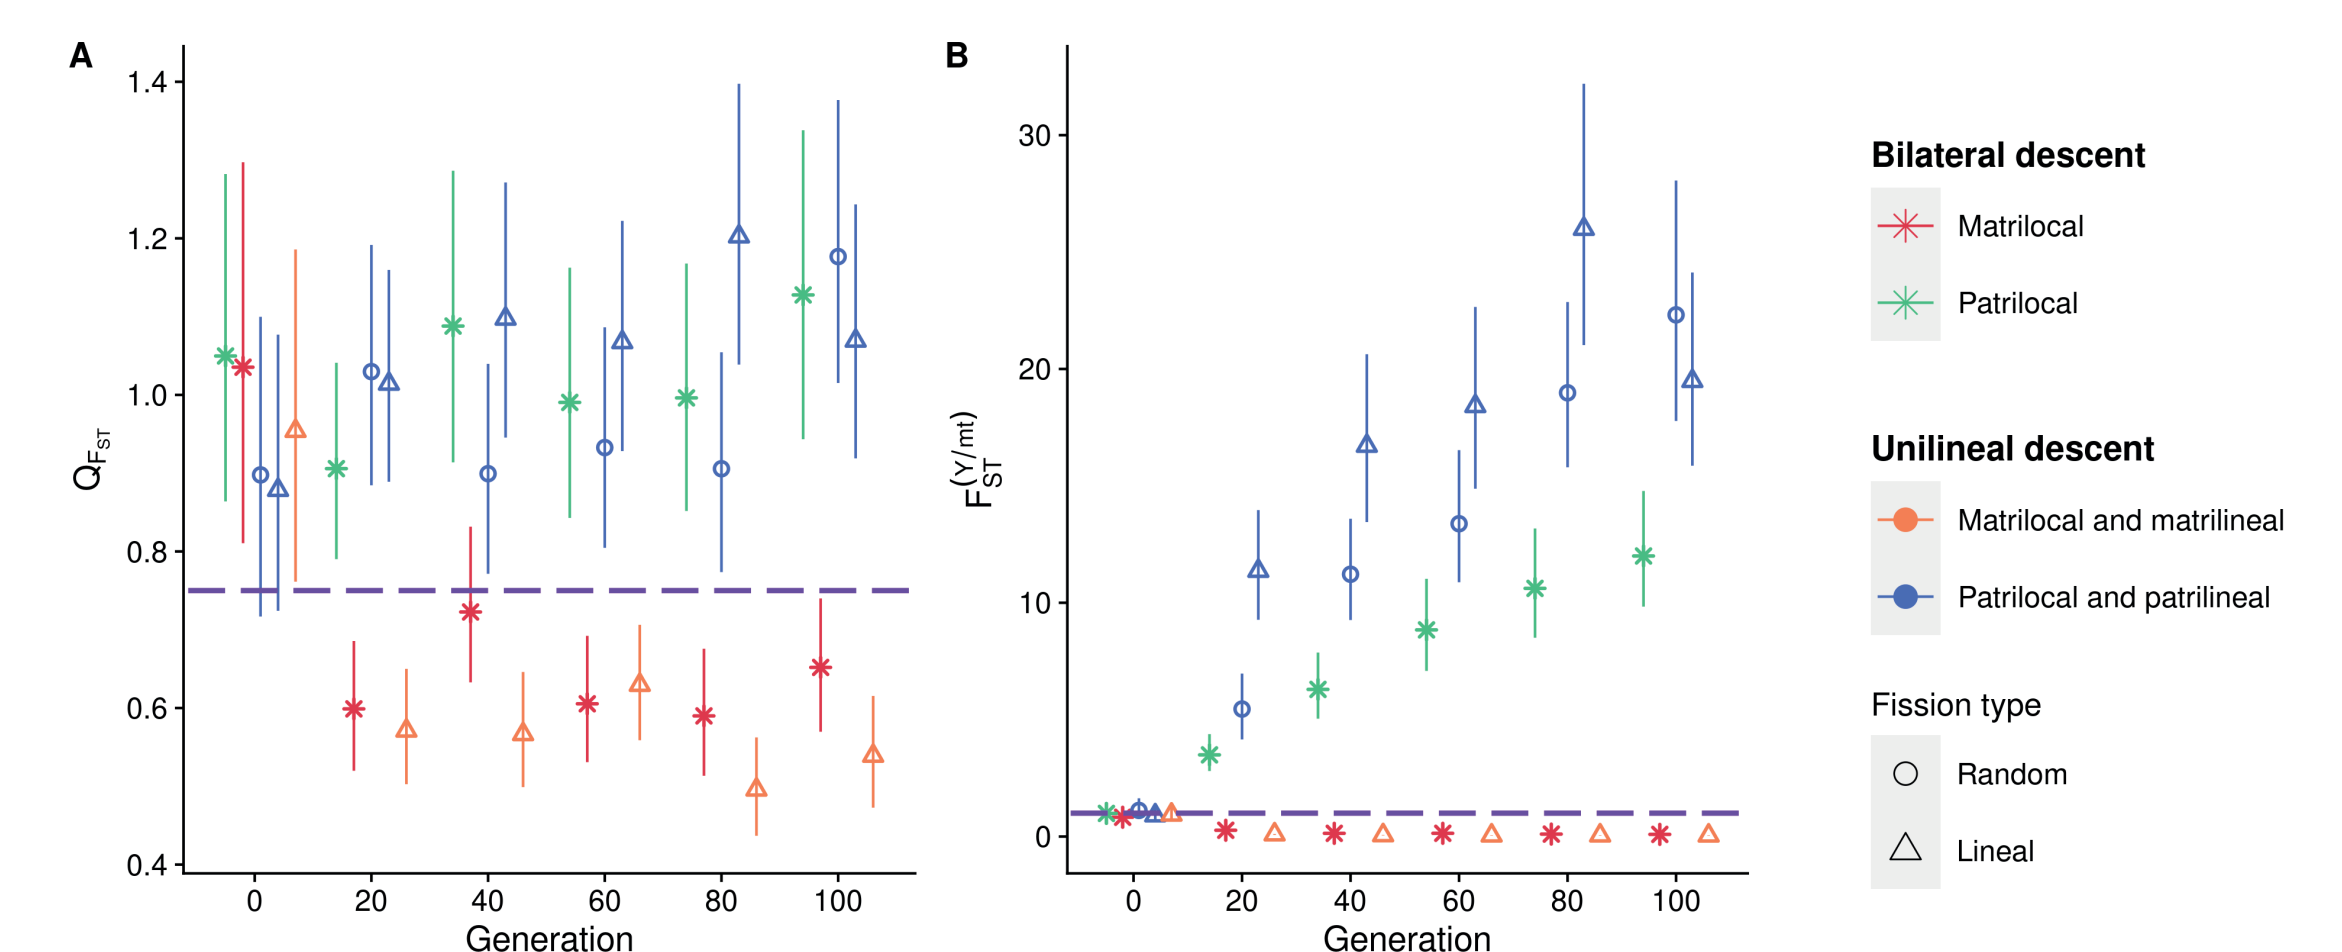 A
1.4
1.2
1.0
0.8
0.6
0.4
Q_FST
0 20 40 60 80 100
Generation
B
30
20
10
0
F_ST^(Y/mt)
0 20 40 60 80 100
Generation
Bilateral descent
Matrilocal
Patrilocal
Unilineal descent
Matrilocal and matrilineal
Patrilocal and patrilineal
Fission type
Random
Lineal